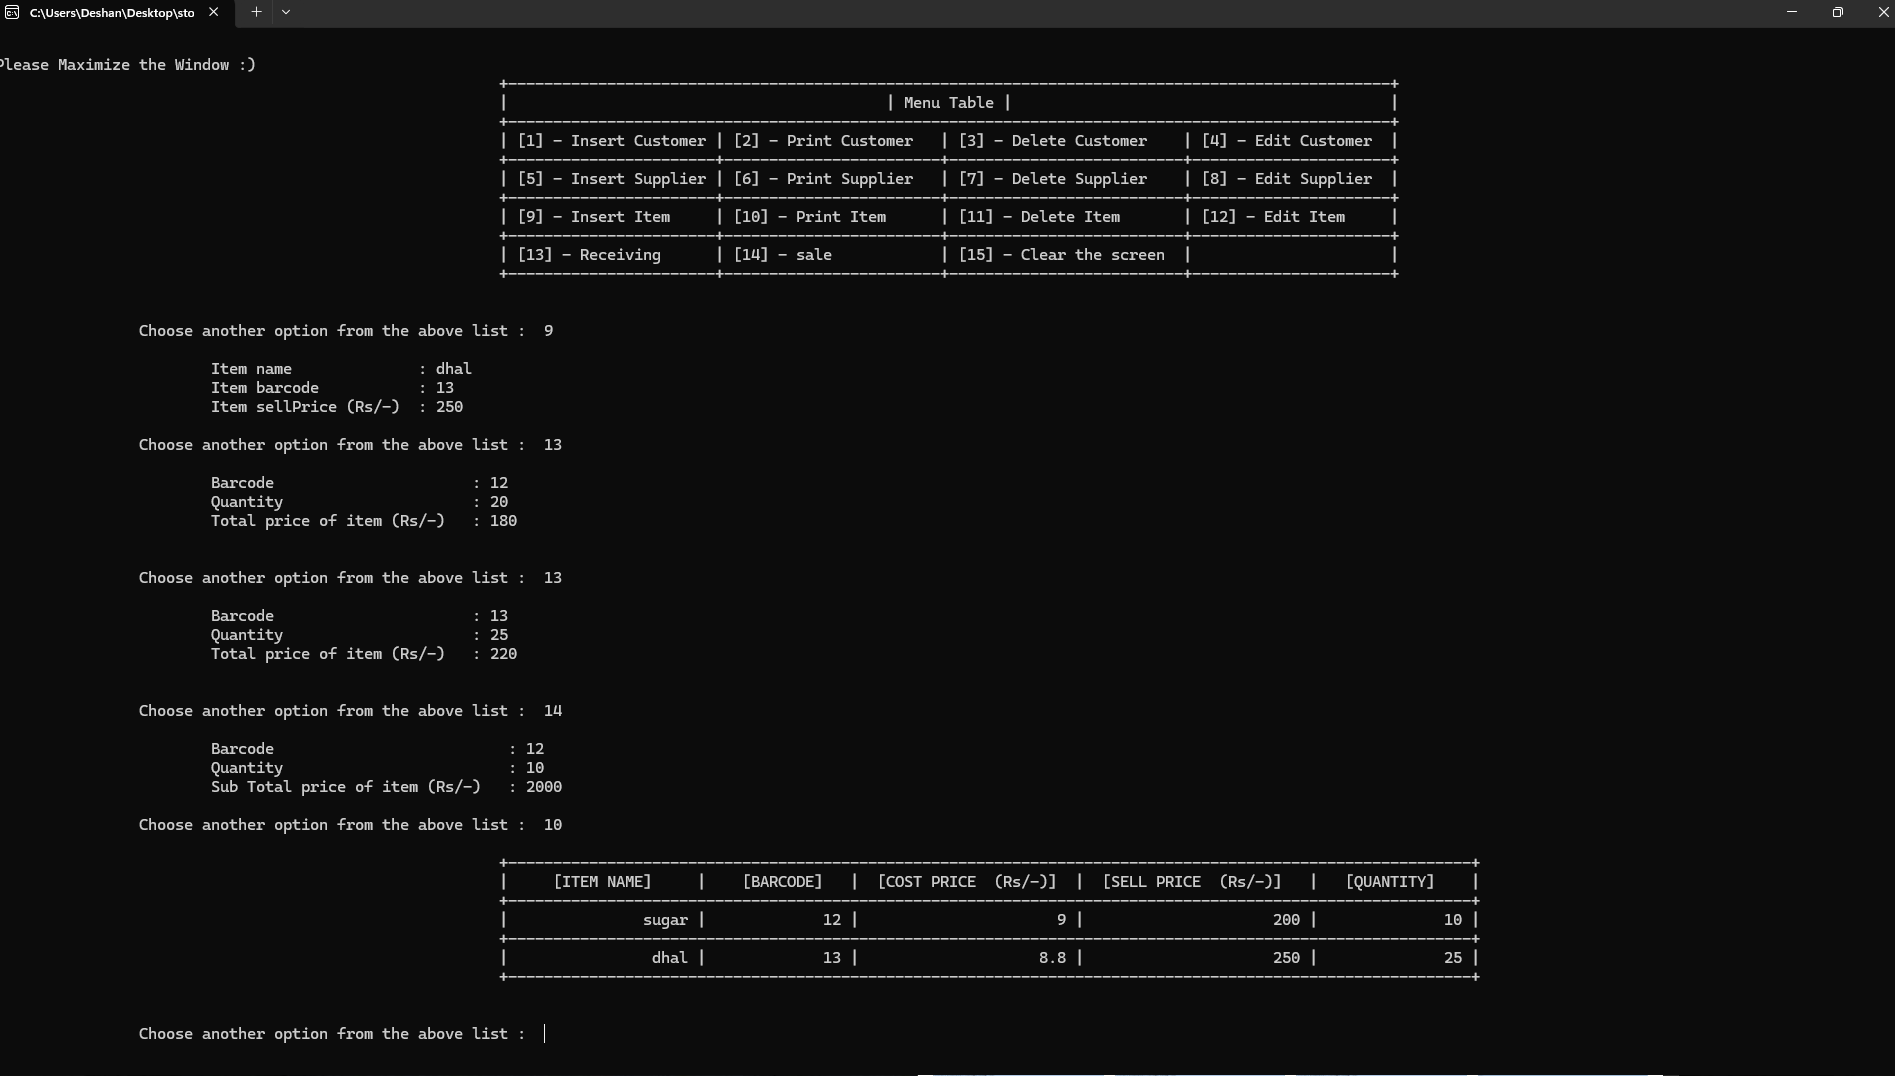 C:\Users\Deshan\Desktop\sto
Please Maximize the Window :)
| Menu Table |
| [1] - Insert Customer | [2] - Print Customer | [3] - Delete Customer | [4] - Edit Customer |
| [5] - Insert Supplier | [6] - Print Supplier | [7] - Delete Supplier | [8] - Edit Supplier |
| [9] - Insert Item | [10] - Print Item | [11] - Delete Item | [12] - Edit Item |
| [13] - Receiving | [14] - sale | [15] - Clear the screen | |
Choose another option from the above list : 9
Item name : dhal
Item barcode : 13
Item sellPrice (Rs/-) : 250
Choose another option from the above list : 13
Barcode : 12
Quantity : 20
Total price of item (Rs/-) : 180
Choose another option from the above list : 13
Barcode : 13
Quantity : 25
Total price of item (Rs/-) : 220
Choose another option from the above list : 14
Barcode : 12
Quantity : 10
Sub Total price of item (Rs/-) : 2000
Choose another option from the above list : 10
| [ITEM NAME] | [BARCODE] | [COST PRICE (Rs/-)] | [SELL PRICE (Rs/-)] | [QUANTITY] |
| sugar | 12 | 9 | 200 | 10 |
| dhal | 13 | 8.8 | 250 | 25 |
Choose another option from the above list :